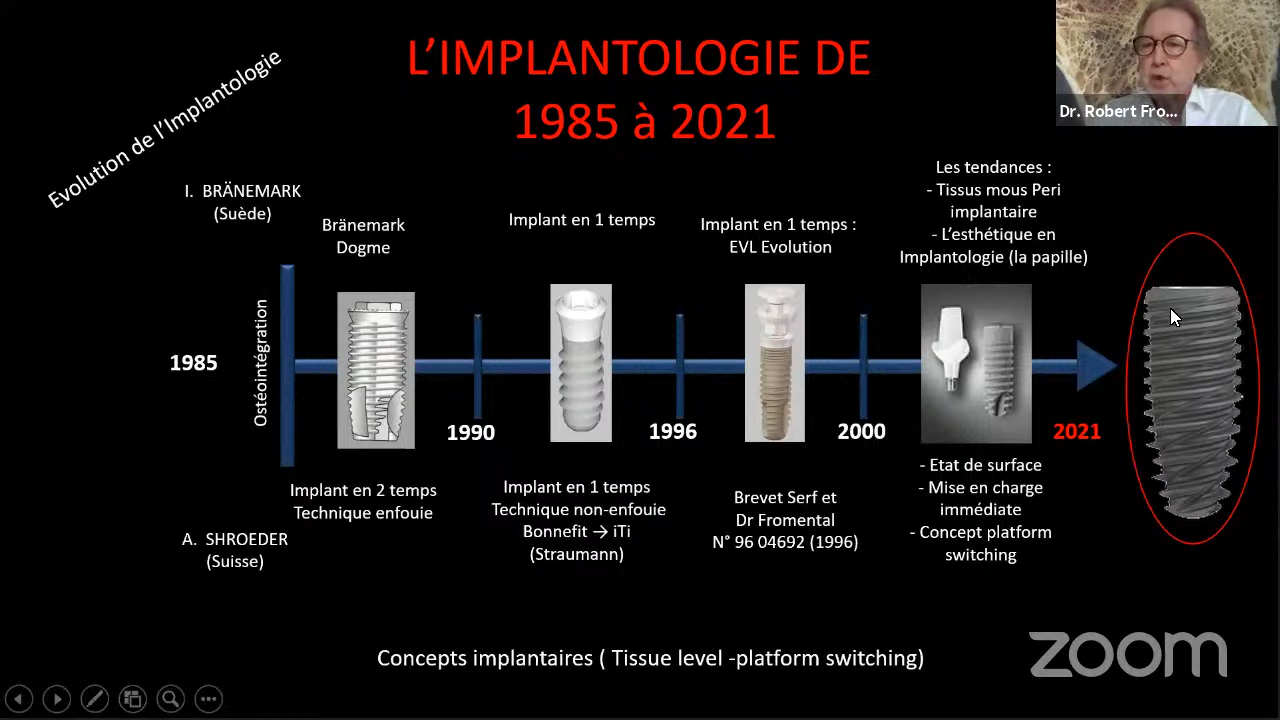 L'IMPLANTOLOGIE DE
1985 à 2021
Evolution de l'Implantologie
Dr. Robert Fro...
I. BRÄNEMARK
(Suède)
Bränemark
Dogme
Implant en 1 temps
Implant en 1 temps :
EVL Evolution
Les tendances :
- Tissus mous Peri
implantaire
- L'esthétique en
Implantologie (la papille)
1985
Ostéointégration
1990
1996
2000
2021
Implant en 2 temps
Technique enfouie
Implant en 1 temps
Technique non-enfouie
Bonnefit → iTi
(Straumann)
Brevet Serf et
Dr Fromental
N° 96 04692 (1996)
- Etat de surface
- Mise en charge
immédiate
- Concept platform
switching
A. SHROEDER
(Suisse)
Concepts implantaires ( Tissue level -platform switching)
zoom